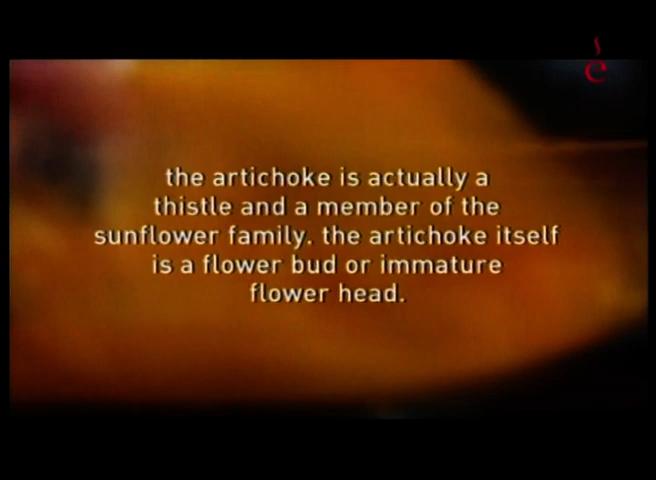 the artichoke is actually a
thistle and a member of the
sunflower family. the artichoke itself
is a flower bud or immature
flower head.